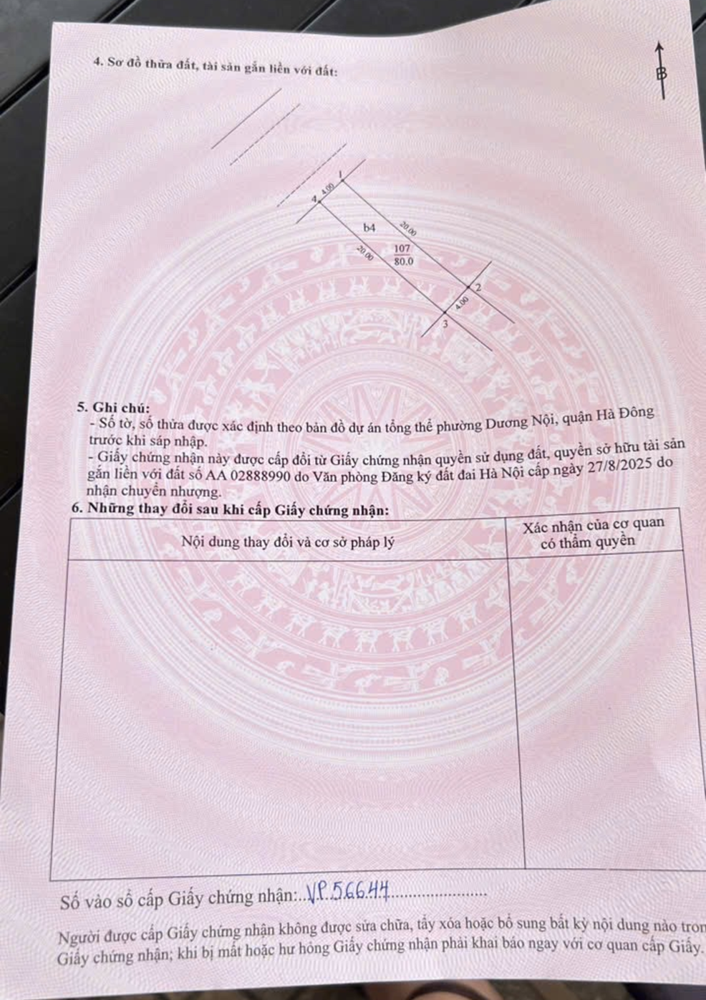 4. Sơ đồ thửa đất, tài sản gắn liền với đất:
B
1
4.00
4
b4
20.00
20.00
107
80.0
2
4.00
3
5. Ghi chú:
- Số tờ, số thửa được xác định theo bản đồ dự án tổng thể phường Dương Nội, quận Hà Đông
trước khi sáp nhập.
- Giấy chứng nhận này được cấp đổi từ Giấy chứng nhận quyền sử dụng đất, quyền sở hữu tài sản
gắn liền với đất số AA 02888990 do Văn phòng Đăng ký đất đai Hà Nội cấp ngày 27/8/2025 do
nhận chuyển nhượng.
6. Những thay đổi sau khi cấp Giấy chứng nhận:
Nội dung thay đổi và cơ sở pháp lý
Xác nhận của cơ quan
có thẩm quyền
Số vào sổ cấp Giấy chứng nhận:..VP.56644......................
Người được cấp Giấy chứng nhận không được sửa chữa, tẩy xóa hoặc bổ sung bất kỳ nội dung nào tron
Giấy chứng nhận; khi bị mất hoặc hư hỏng Giấy chứng nhận phải khai báo ngay với cơ quan cấp Giấy.